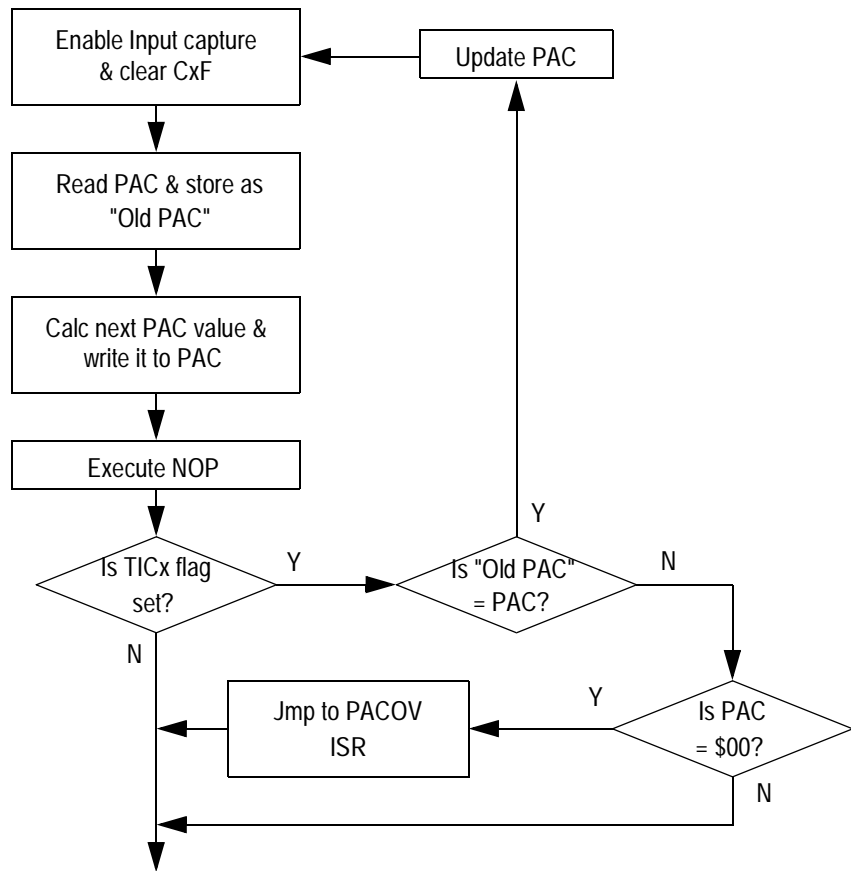 Enable Input capture
& clear CxF
Update PAC
Read PAC & store as
"Old PAC"
Calc next PAC value &
write it to PAC
Execute NOP
Is TICx flag
set?
Y
Is "Old PAC"
= PAC?
Y
N
N
Jmp to PACOV
ISR
Y
Is PAC
= $00?
N